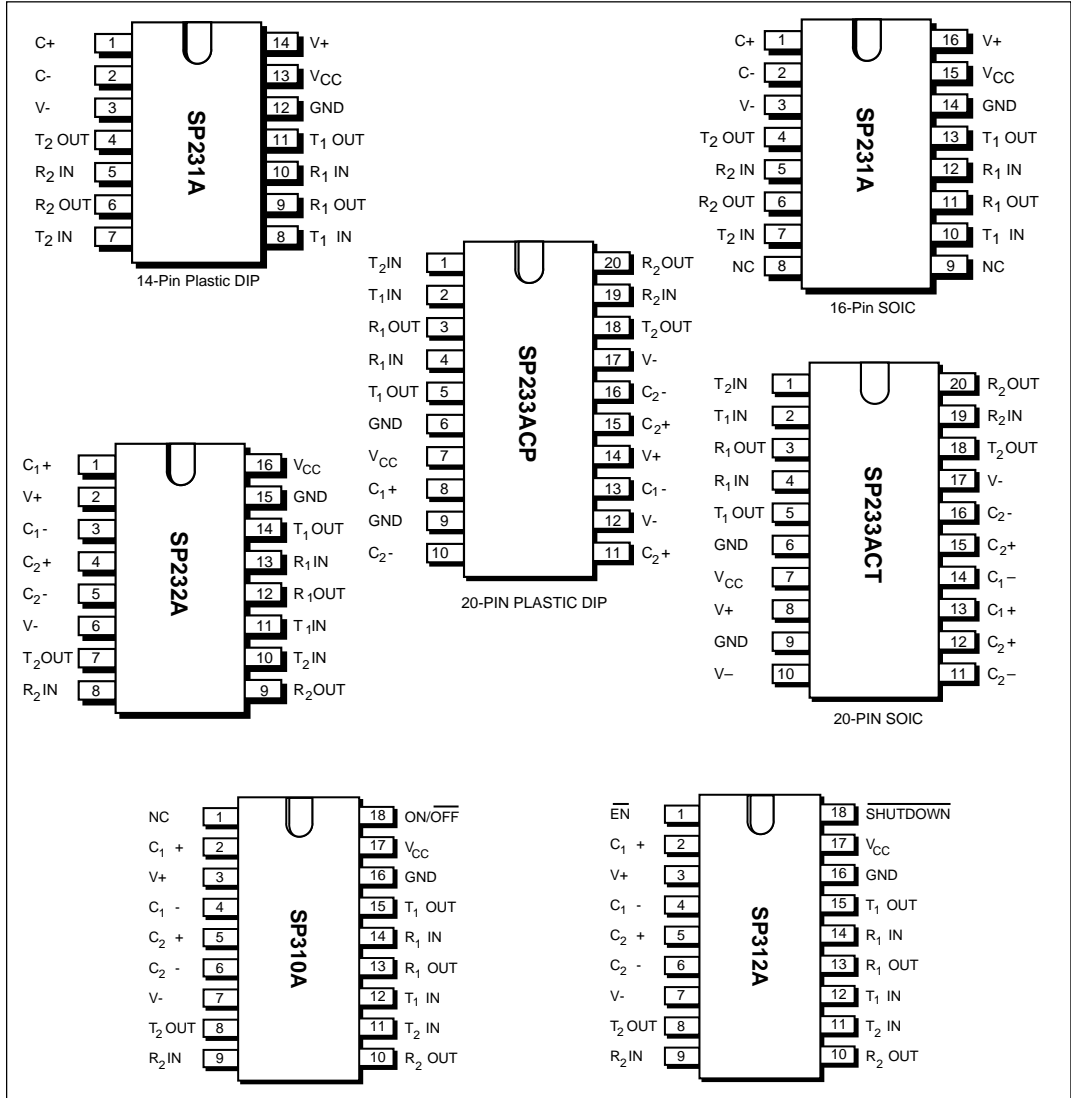 C+ 1 14 V+
C- 2 13 VCC
V- 3 12 GND
T2 OUT 4 11 T1 OUT
R2 IN 5 10 R1 IN
R2 OUT 6 9 R1 OUT
T2 IN 7 8 T1 IN
SP231A
14-Pin Plastic DIP
C+ 1 16 V+
C- 2 15 VCC
V- 3 14 GND
T2 OUT 4 13 T1 OUT
R2 IN 5 12 R1 IN
R2 OUT 6 11 R1 OUT
T2 IN 7 10 T1 IN
NC 8 9 NC
SP231A
16-Pin SOIC
T2IN 1 20 R2OUT
T1IN 2 19 R2IN
R1OUT 3 18 T2OUT
R1IN 4 17 V-
T1OUT 5 16 C2-
GND 6 15 C2+
VCC 7 14 V+
C1+ 8 13 C1-
GND 9 12 V-
C2- 10 11 C2+
SP233ACP
20-PIN PLASTIC DIP
C1+ 1 16 VCC
V+ 2 15 GND
C1- 3 14 T1OUT
C2+ 4 13 R1IN
C2- 5 12 R1OUT
V- 6 11 T1IN
T2OUT 7 10 T2IN
R2IN 8 9 R2OUT
SP232A
T2IN 1 20 R2OUT
T1IN 2 19 R2IN
R1OUT 3 18 T2OUT
R1IN 4 17 V-
T1OUT 5 16 C2-
GND 6 15 C2+
VCC 7 14 C1–
V+ 8 13 C1+
GND 9 12 C2+
V– 10 11 C2–
SP233ACT
20-PIN SOIC
NC 1 18 ON/OFF
C1 + 2 17 VCC
V+ 3 16 GND
C1 - 4 15 T1 OUT
C2 + 5 14 R1 IN
C2 - 6 13 R1 OUT
V- 7 12 T1 IN
T2OUT 8 11 T2 IN
R2IN 9 10 R2 OUT
SP310A
EN 1 18 SHUTDOWN
C1 + 2 17 VCC
V+ 3 16 GND
C1 - 4 15 T1 OUT
C2 + 5 14 R1 IN
C2 - 6 13 R1 OUT
V- 7 12 T1 IN
T2OUT 8 11 T2 IN
R2IN 9 10 R2 OUT
SP312A